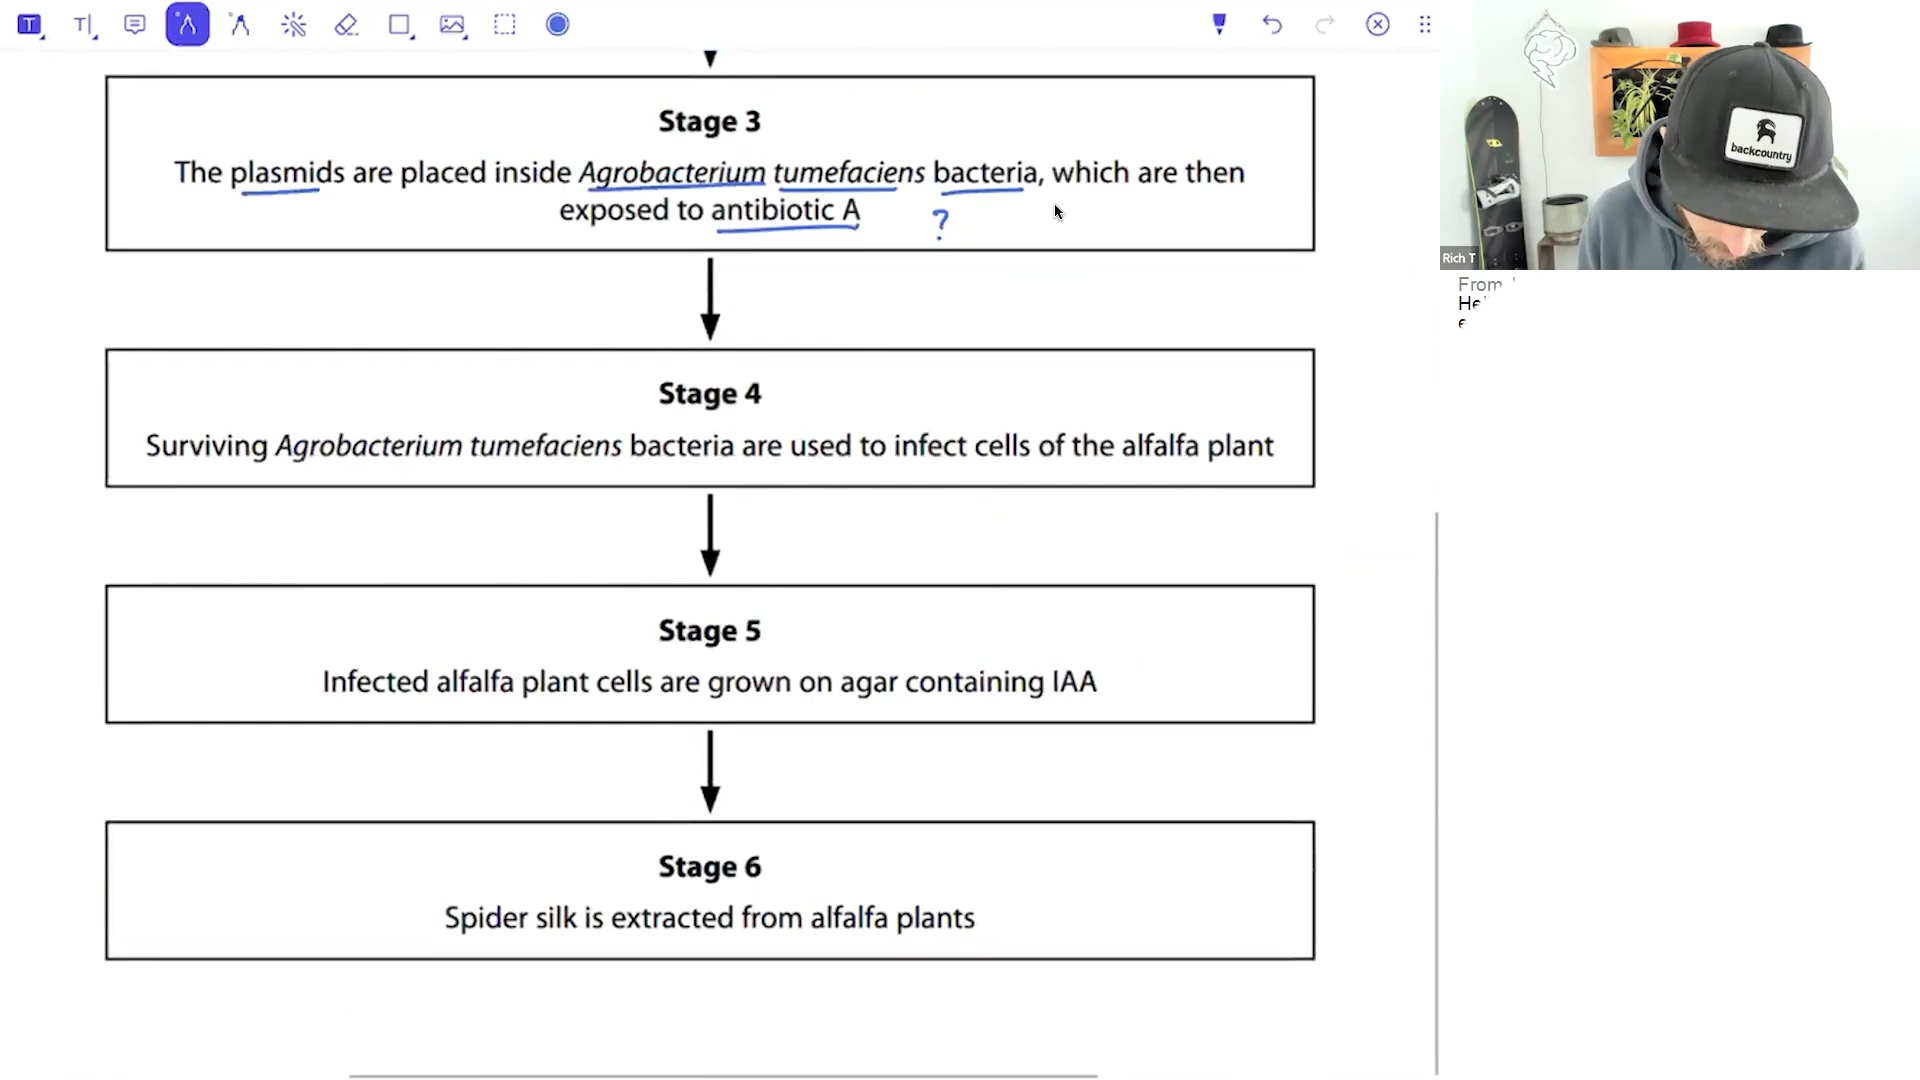 Stage 3
The plasmids are placed inside Agrobacterium tumefaciens bacteria, which are then
exposed to antibiotic A
?
Stage 4
Surviving Agrobacterium tumefaciens bacteria are used to infect cells of the alfalfa plant
Stage 5
Infected alfalfa plant cells are grown on agar containing IAA
Stage 6
Spider silk is extracted from alfalfa plants
backcountry
Rich T
From